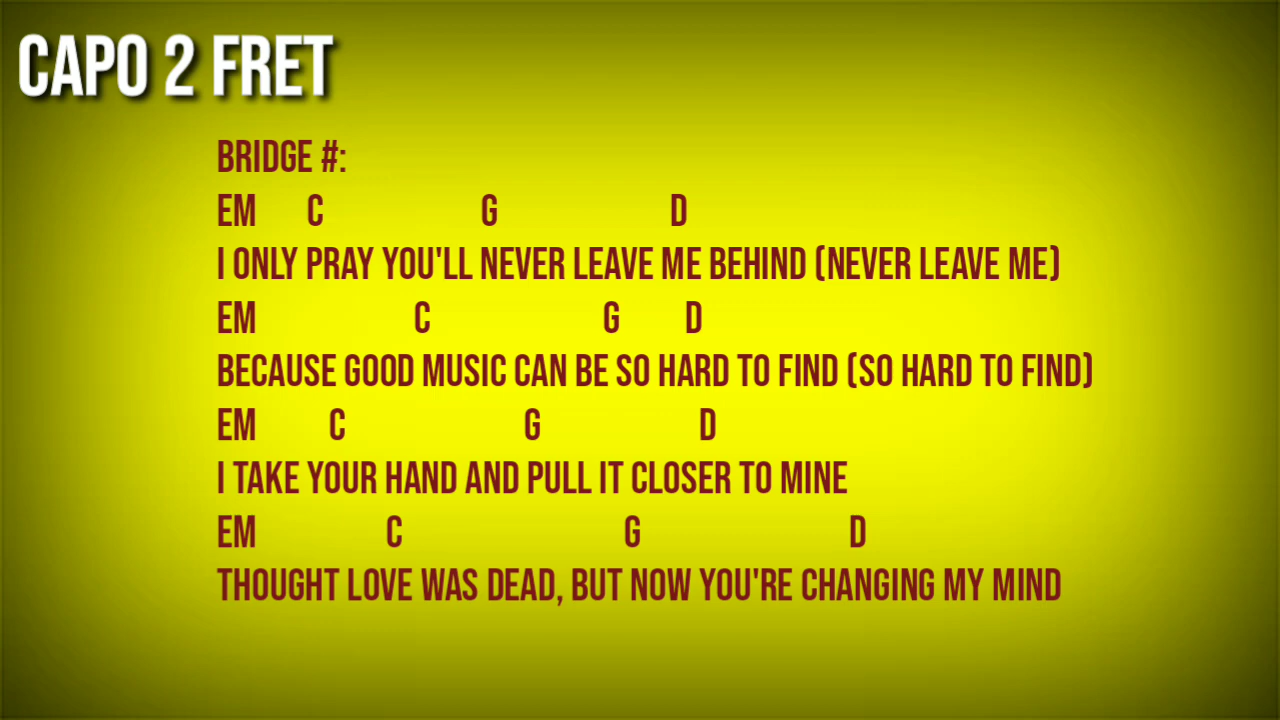 CAPO 2 FRET
BRIDGE #:
EM C G D
I ONLY PRAY YOU'LL NEVER LEAVE ME BEHIND (NEVER LEAVE ME)
EM C G D
BECAUSE GOOD MUSIC CAN BE SO HARD TO FIND (SO HARD TO FIND)
EM C G D
I TAKE YOUR HAND AND PULL IT CLOSER TO MINE
EM C G D
THOUGHT LOVE WAS DEAD, BUT NOW YOU'RE CHANGING MY MIND